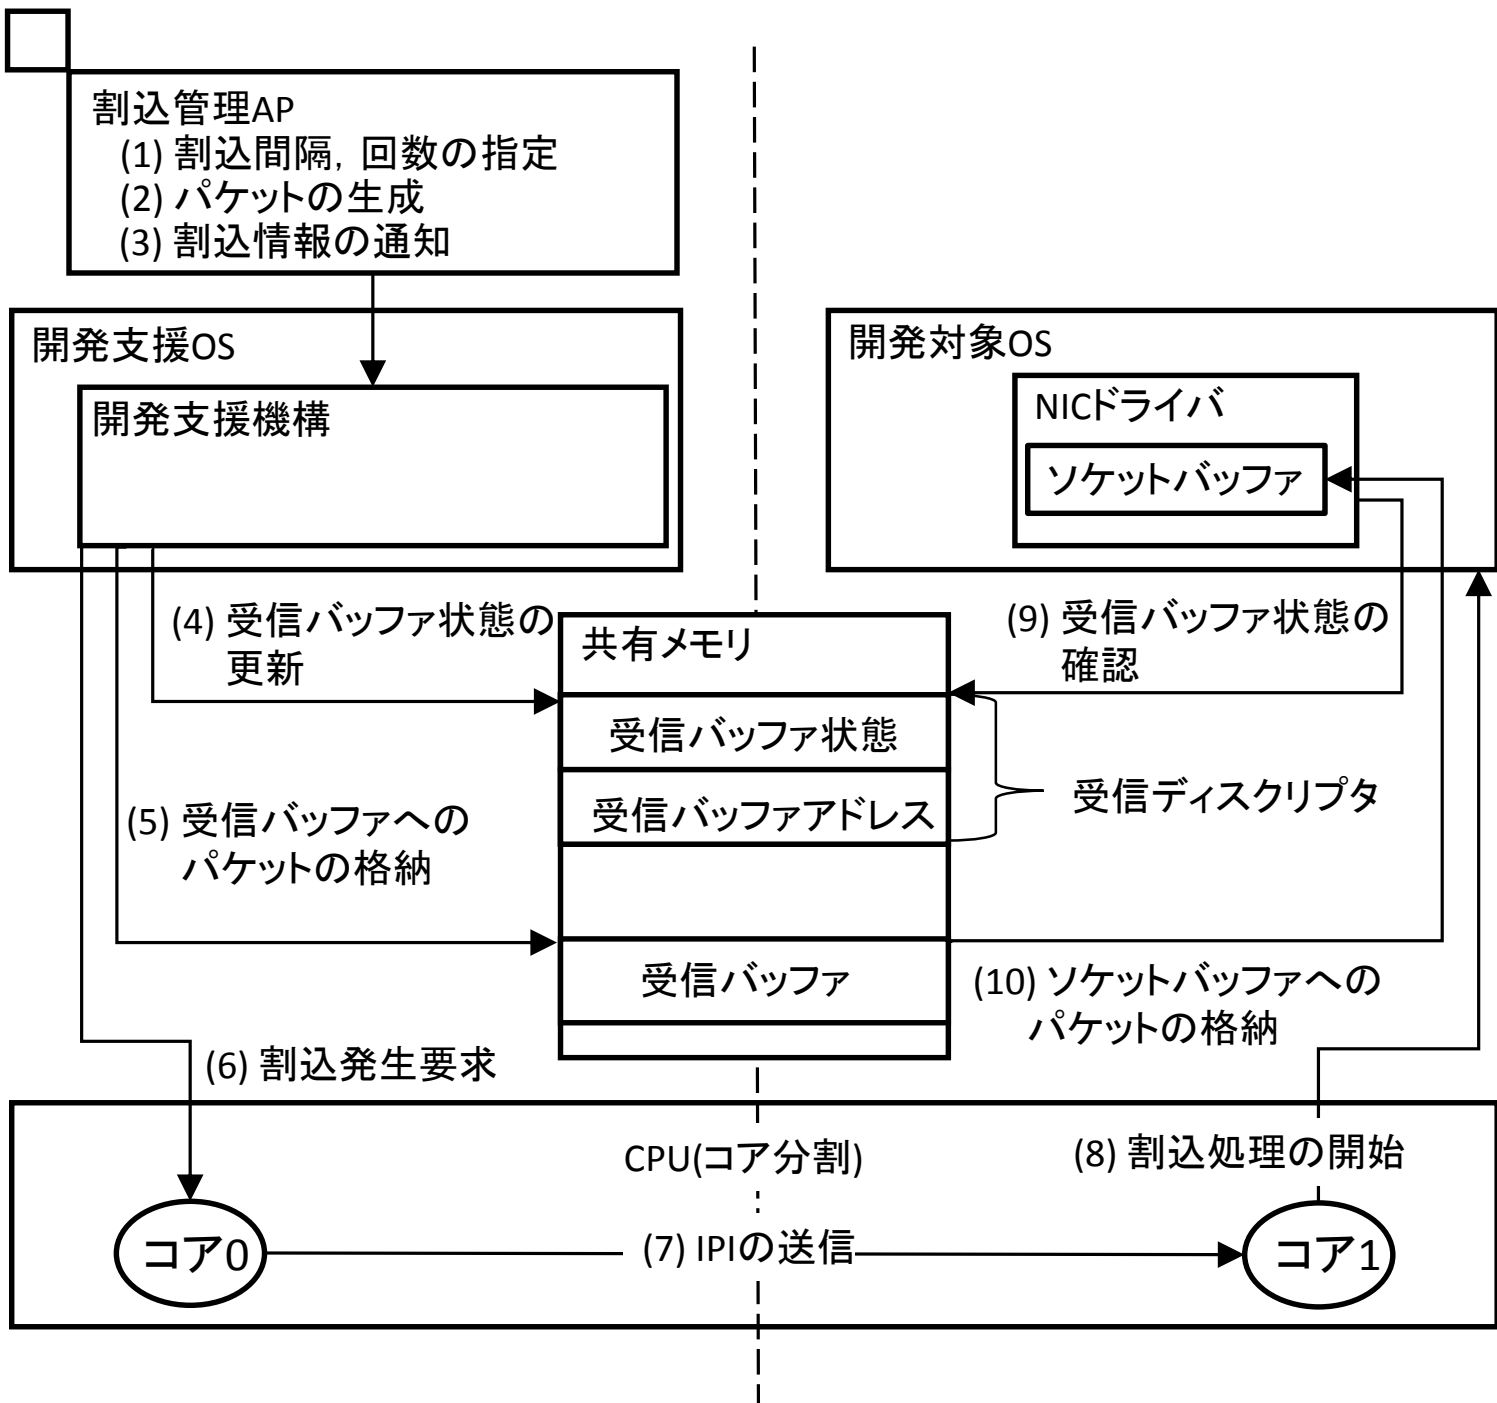 割込管理AP
(1) 割込間隔, 回数の指定
(2) パケットの生成
(3) 割込情報の通知
開発支援OS
開発支援機構
開発対象OS
NICドライバ
ソケットバッファ
(4) 受信バッファ状態の
更新
共有メモリ
受信バッファ状態
受信バッファアドレス
受信バッファ
(9) 受信バッファ状態の
確認
受信ディスクリプタ
(5) 受信バッファへの
パケットの格納
(10) ソケットバッファへの
パケットの格納
(6) 割込発生要求
CPU(コア分割)
(8) 割込処理の開始
コア0
(7) IPIの送信
コア1